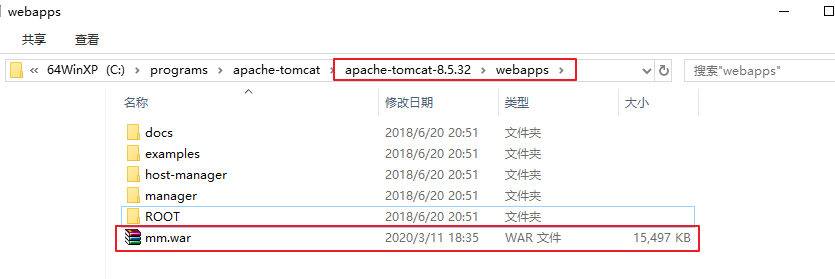 webapps
共享 查看
« 64WinXP (C:) › programs › apache-tomcat › apache-tomcat-8.5.32 › webapps › 搜索"webapps"
名称 修改日期 类型 大小
docs 2018/6/20 20:51 文件夹
examples 2018/6/20 20:51 文件夹
host-manager 2018/6/20 20:51 文件夹
manager 2018/6/20 20:51 文件夹
ROOT 2018/6/20 20:51 文件夹
mm.war 2020/3/11 18:35 WAR 文件 15,497 KB